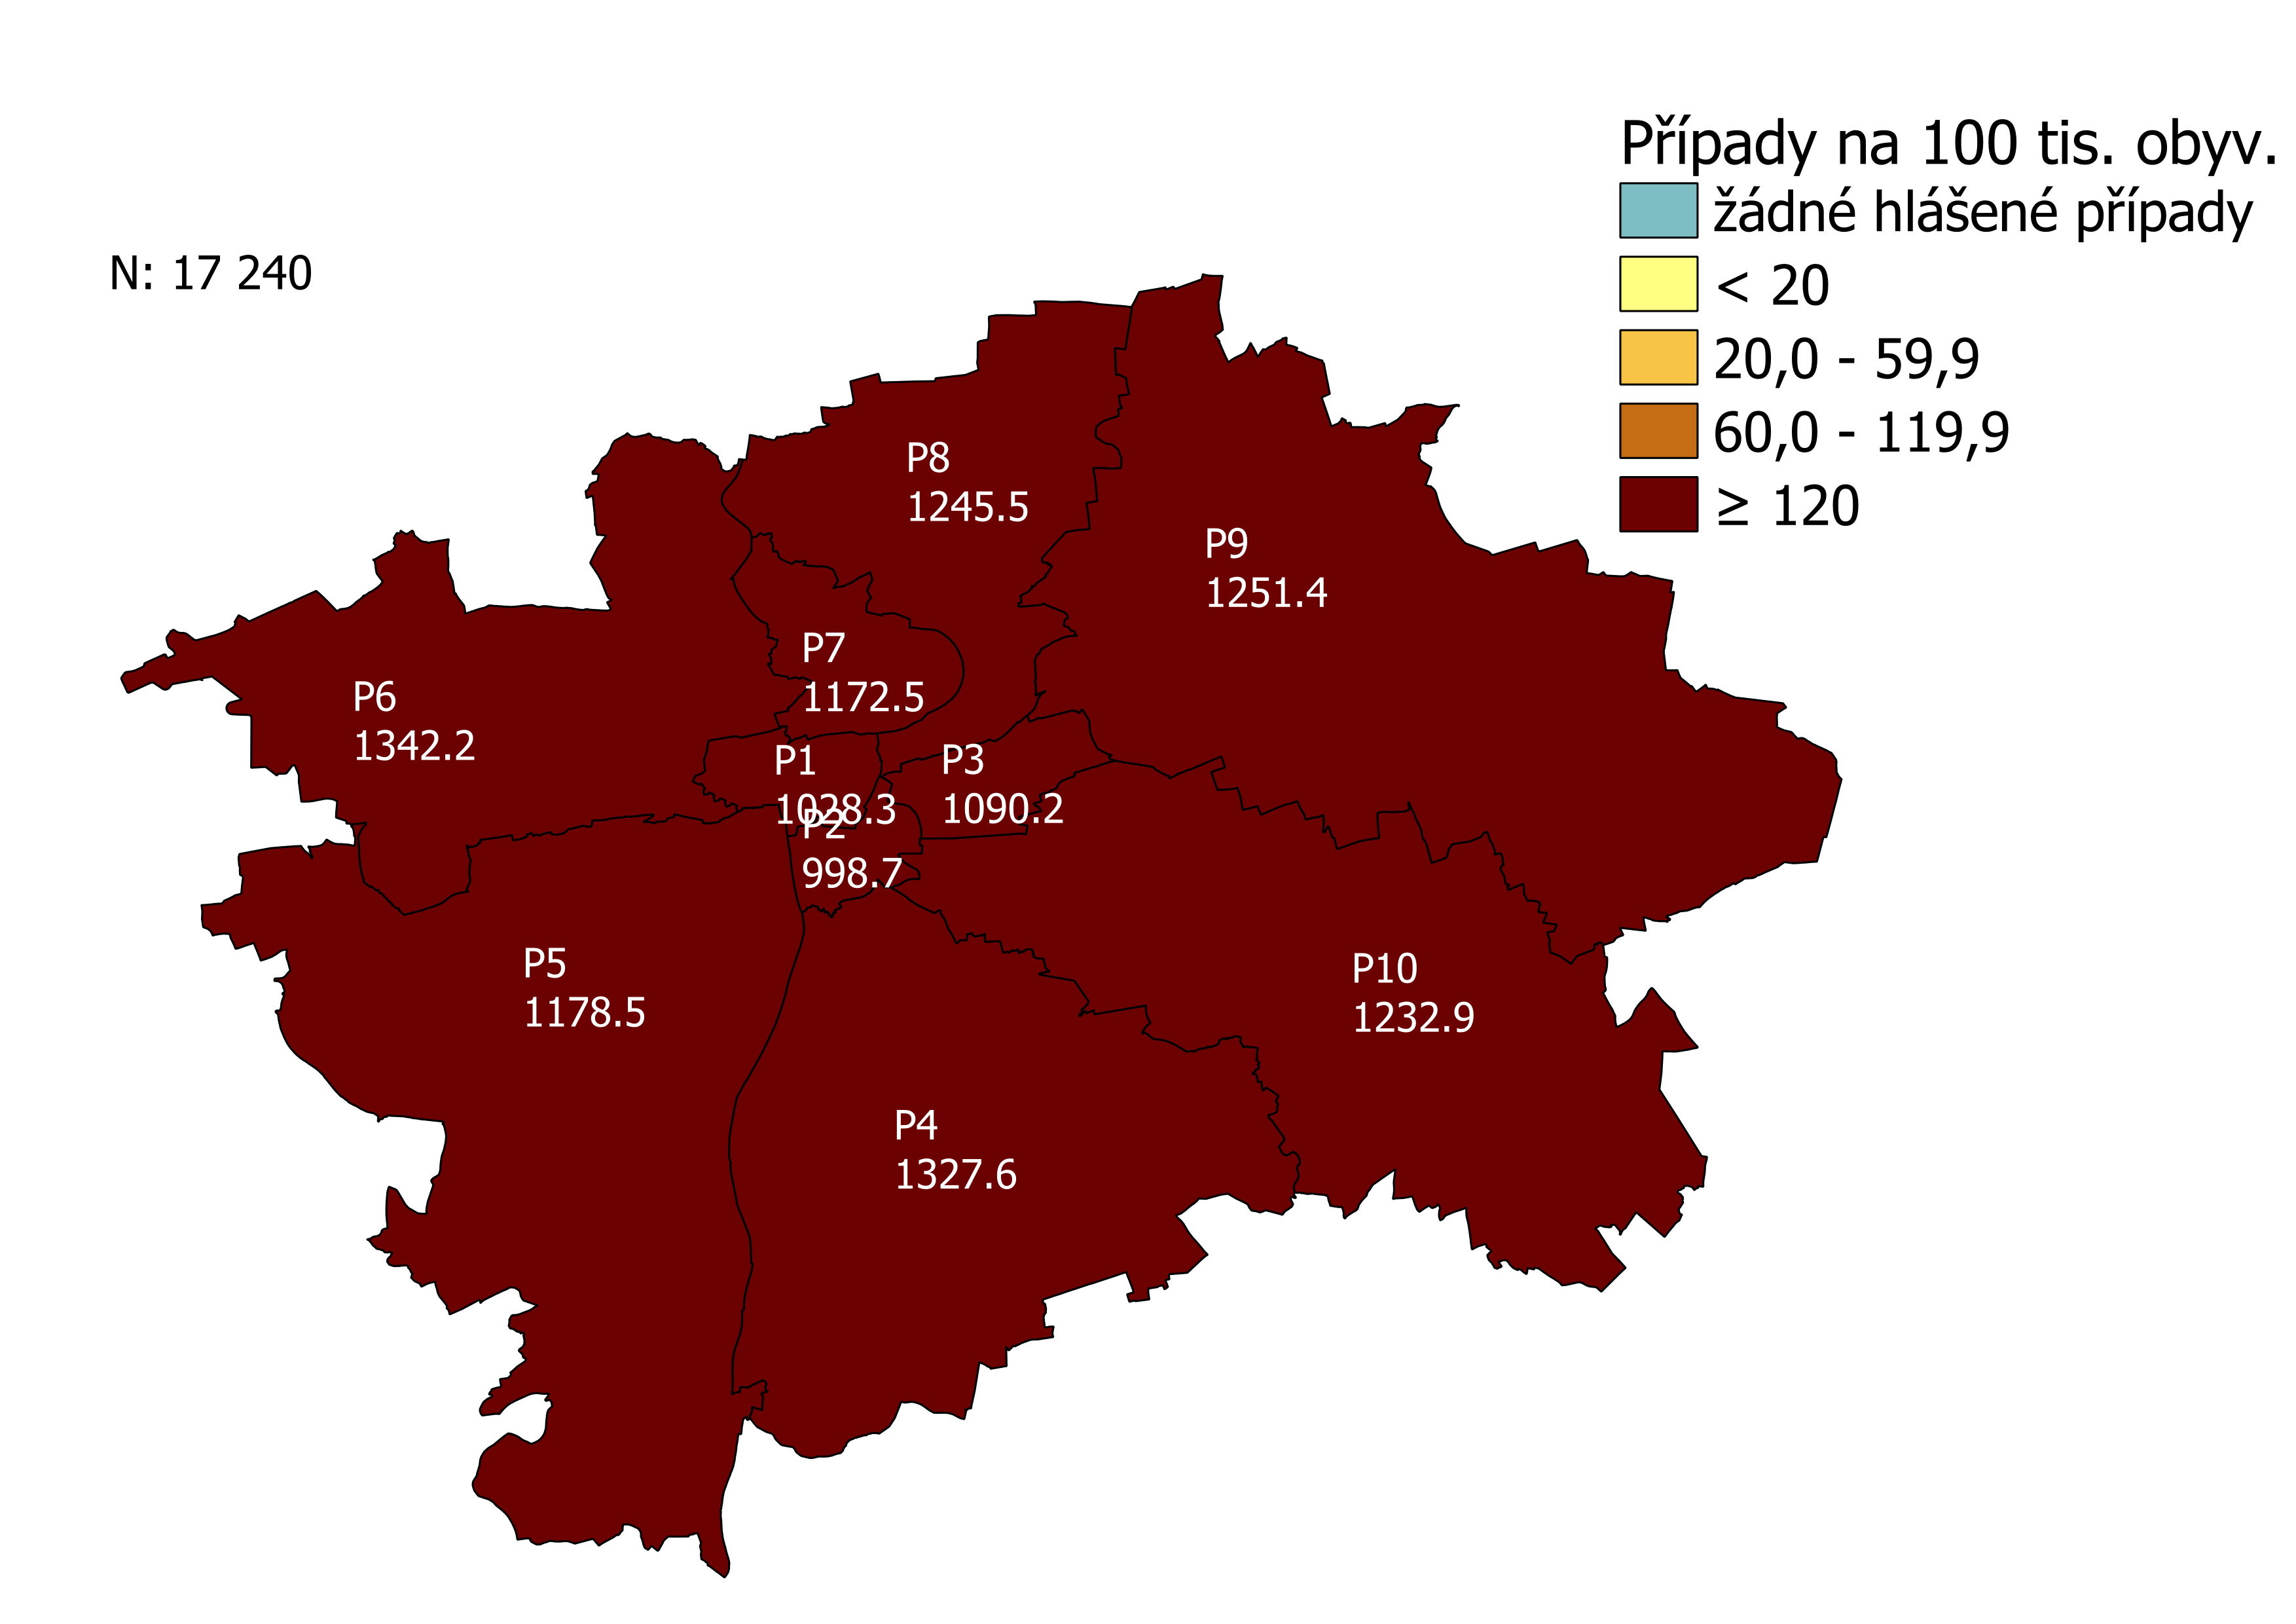 Případy na 100 tis. obyv.
žádné hlášené případy
< 20
20,0 - 59,9
60,0 - 119,9
≥ 120
N: 17 240
P8
1245.5
P9
1251.4
P7
1172.5
P6
1342.2
P1
1028.3
P3
1090.2
P2
998.7
P5
1178.5
P10
1232.9
P4
1327.6